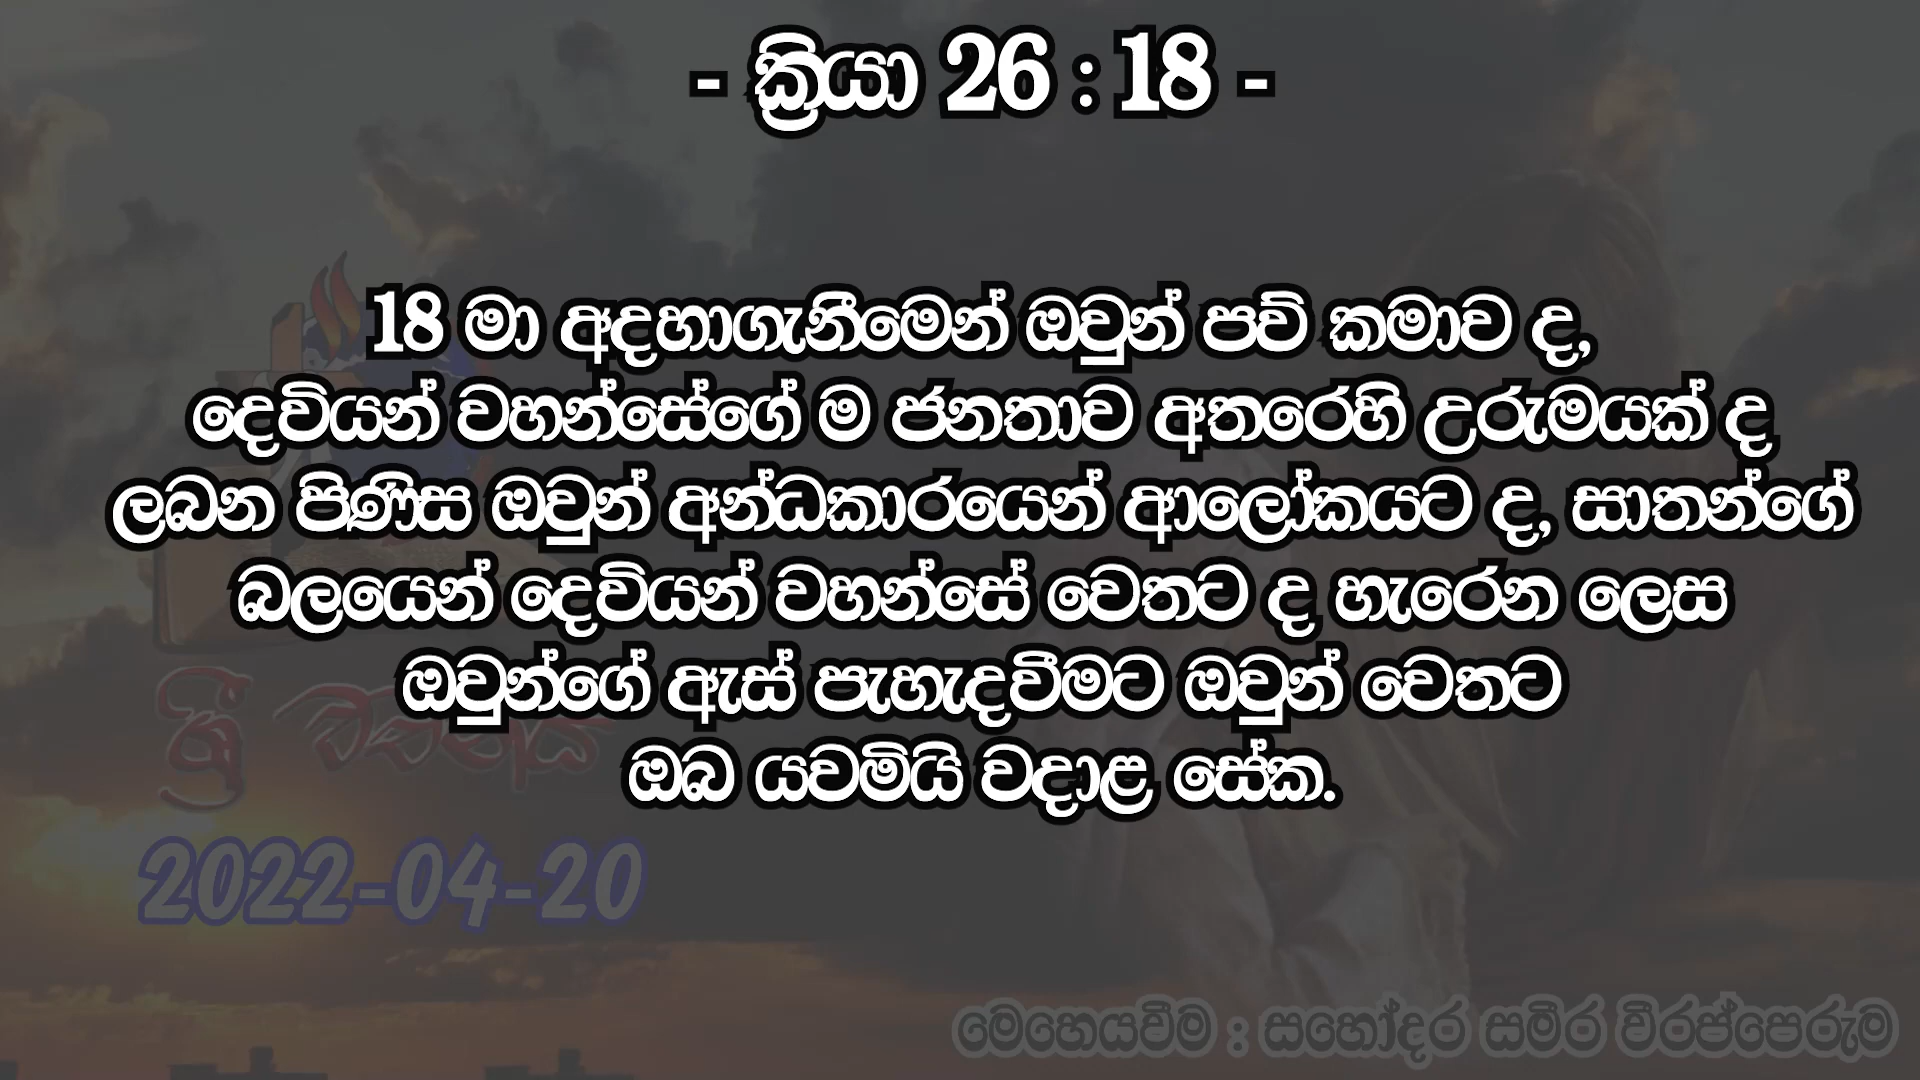 - ක්‍රියා 26 : 18 -
18 මා අදහාගැනීමෙන් ඔවුන් පව් කමාව ද,
දෙවියන් වහන්සේගේ ම ජනතාව අතරෙහි උරුමයක් ද
ලබන පිණිස ඔවුන් අන්ධකාරයෙන් ආලෝකයට ද, සාතන්ගේ
බලයෙන් දෙවියන් වහන්සේ වෙතට ද හැරෙන ලෙස
ඔවුන්ගේ ඇස් පැහැදවීමට ඔවුන් වෙතට
ඔබ යවමියි වදාළ සේක.
2022-04-20
මෙහෙයවීම : සහෝදර සමීර වීරප්පෙරුම